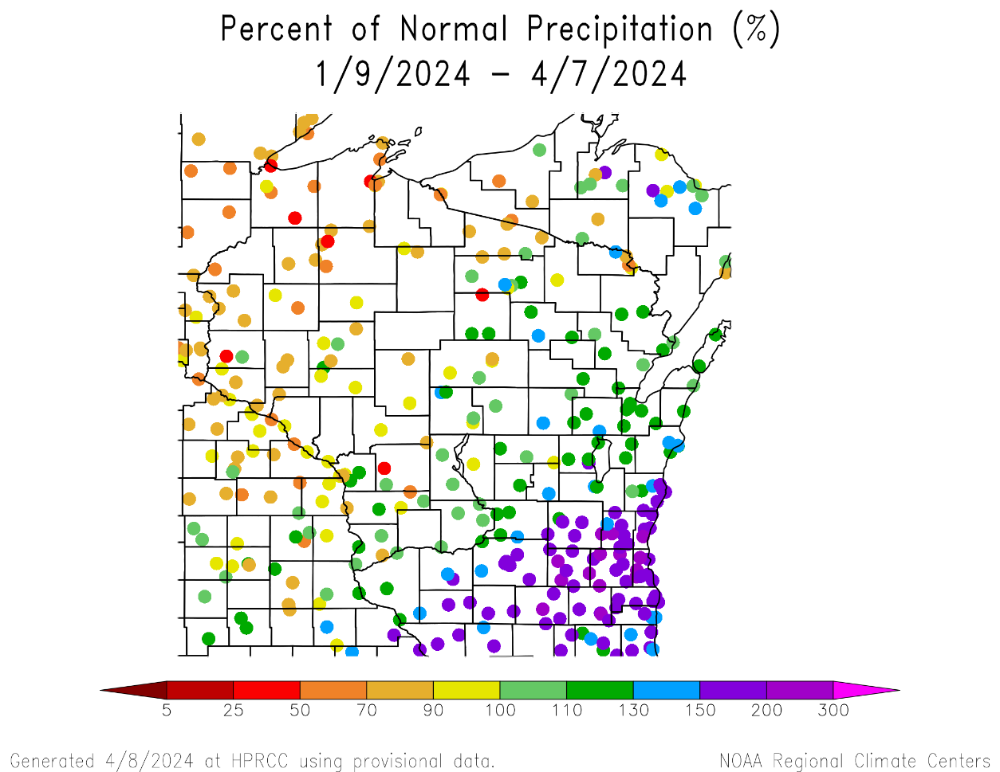 Percent of Normal Precipitation (%)
1/9/2024 – 4/7/2024
5 25 50 70 90 100 110 130 150 200 300
Generated 4/8/2024 at HPRCC using provisional data. NOAA Regional Climate Centers